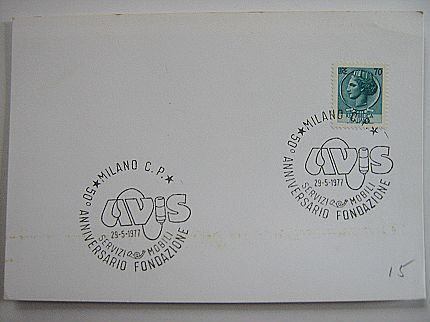 70
★ MILANO C.P. ★
50° ANNIVERSARIO FONDAZIONE
AVIS
29-5-1977
SERVIZI MOBILI
★ MILANO C.P. ★
50° ANNIVERSARIO FONDAZIONE
AVIS
29-5-1977
SERVIZI MOBILI
15